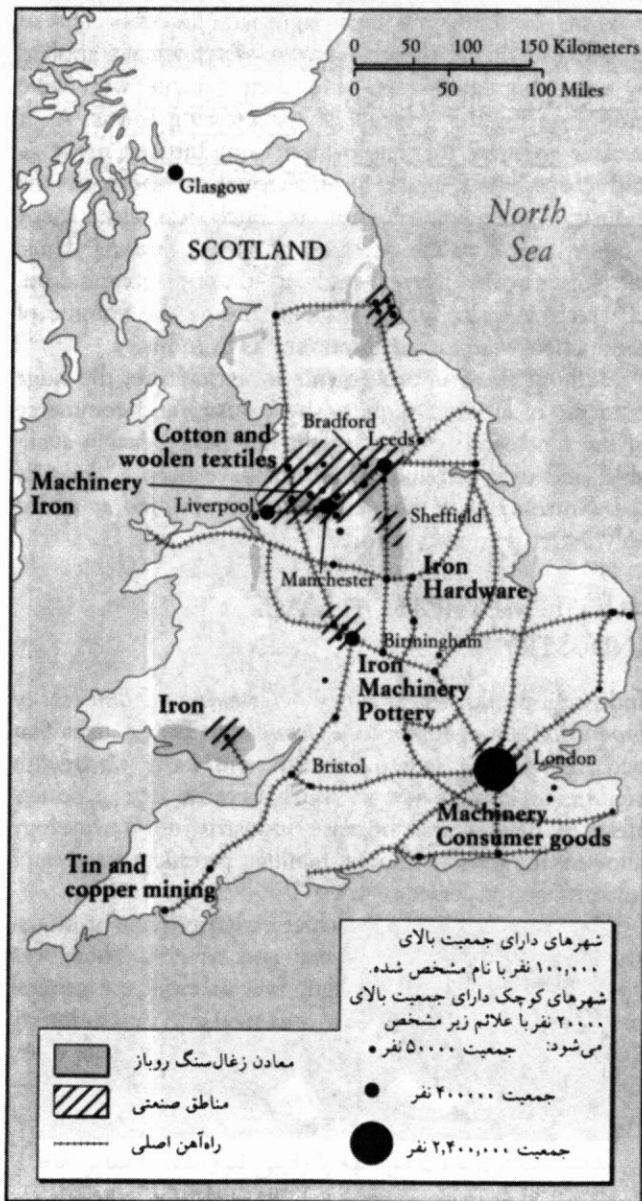 0 50 100 150 Kilometers
0 50 100 Miles
Glasgow
North
Sea
SCOTLAND
Bradford
Cotton and
woolen textiles
Leeds
Machinery
Iron
Liverpool
Sheffield
Manchester
Iron
Hardware
Birmingham
Iron
Machinery
Pottery
Iron
Bristol
London
Machinery
Consumer goods
Tin and
copper mining
شهرهای دارای جمعیت بالای
۱۰۰,۰۰۰ نفر با نام مشخص شده.
شهرهای کوچک دارای جمعیت بالای
۲۰۰۰۰ نفر با علائم زیر مشخص
می‌شود:
جمعیت ۵۰۰۰۰ نفر
جمعیت ۴۰۰۰۰۰ نفر
جمعیت ۲,۴۰۰,۰۰۰ نفر
معادن زغال‌سنگ روباز
مناطق صنعتی
راه‌آهن اصلی